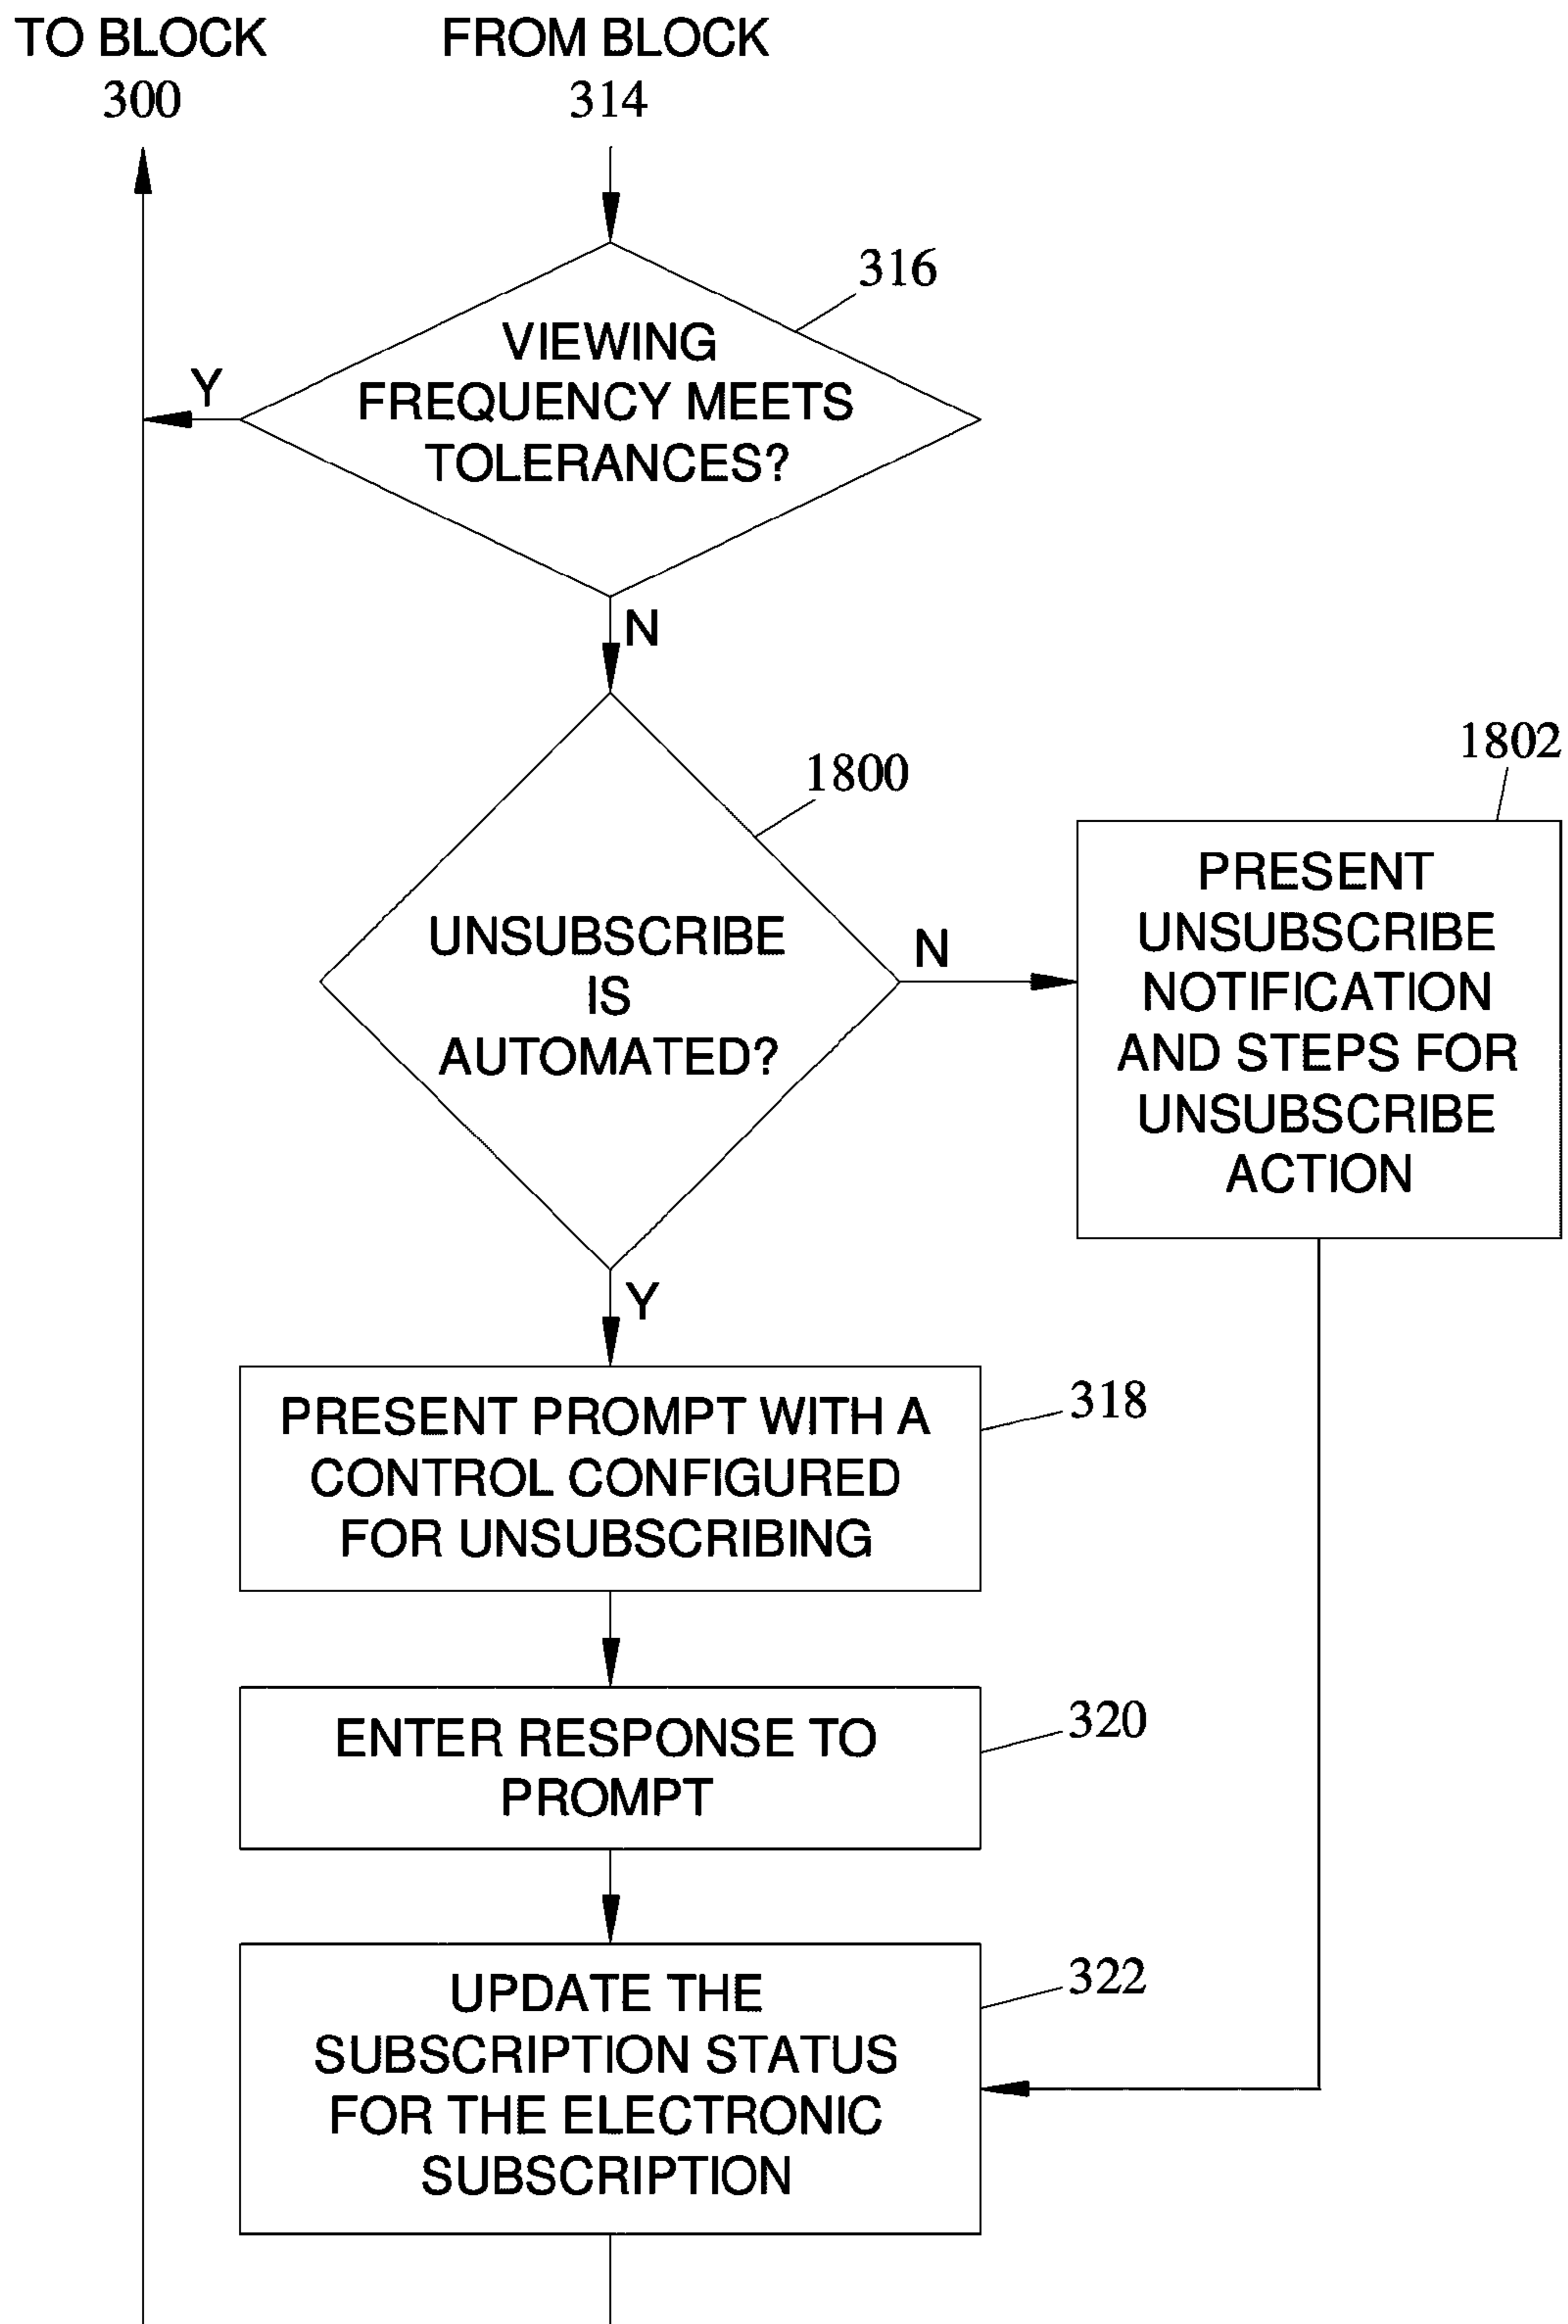 TO BLOCK
300
FROM BLOCK
314
316
VIEWING
FREQUENCY MEETS
TOLERANCES?
Y
N
1800
UNSUBSCRIBE
IS
AUTOMATED?
N
1802
PRESENT
UNSUBSCRIBE
NOTIFICATION
AND STEPS FOR
UNSUBSCRIBE
ACTION
Y
PRESENT PROMPT WITH A
CONTROL CONFIGURED
FOR UNSUBSCRIBING
318
ENTER RESPONSE TO
PROMPT
320
UPDATE THE
SUBSCRIPTION STATUS
FOR THE ELECTRONIC
SUBSCRIPTION
322